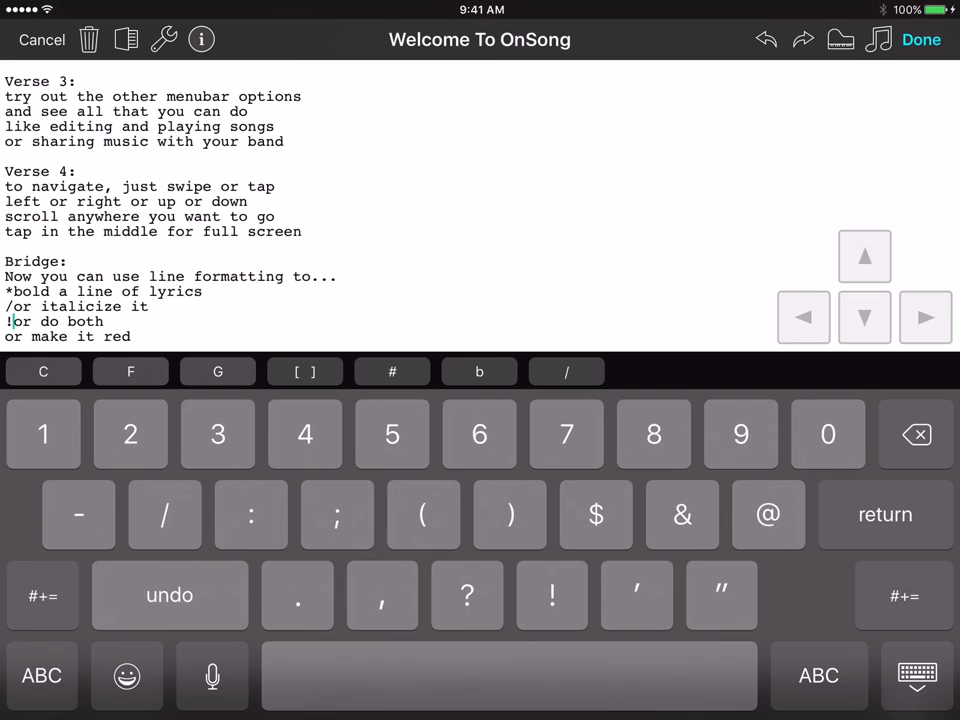 9:41 AM
100%
Cancel
Welcome To OnSong
Done
Verse 3:
try out the other menubar options
and see all that you can do
like editing and playing songs
or sharing music with your band
Verse 4:
to navigate, just swipe or tap
left or right or up or down
scroll anywhere you want to go
tap in the middle for full screen
Bridge:
Now you can use line formatting to...
*bold a line of lyrics
/or italicize it
!or do both
or make it red
C F G [ ] # b /
1 2 3 4 5 6 7 8 9 0
- / : ; ( ) $ & @ return
#+= undo . , ? ! ' " #+=
ABC ABC